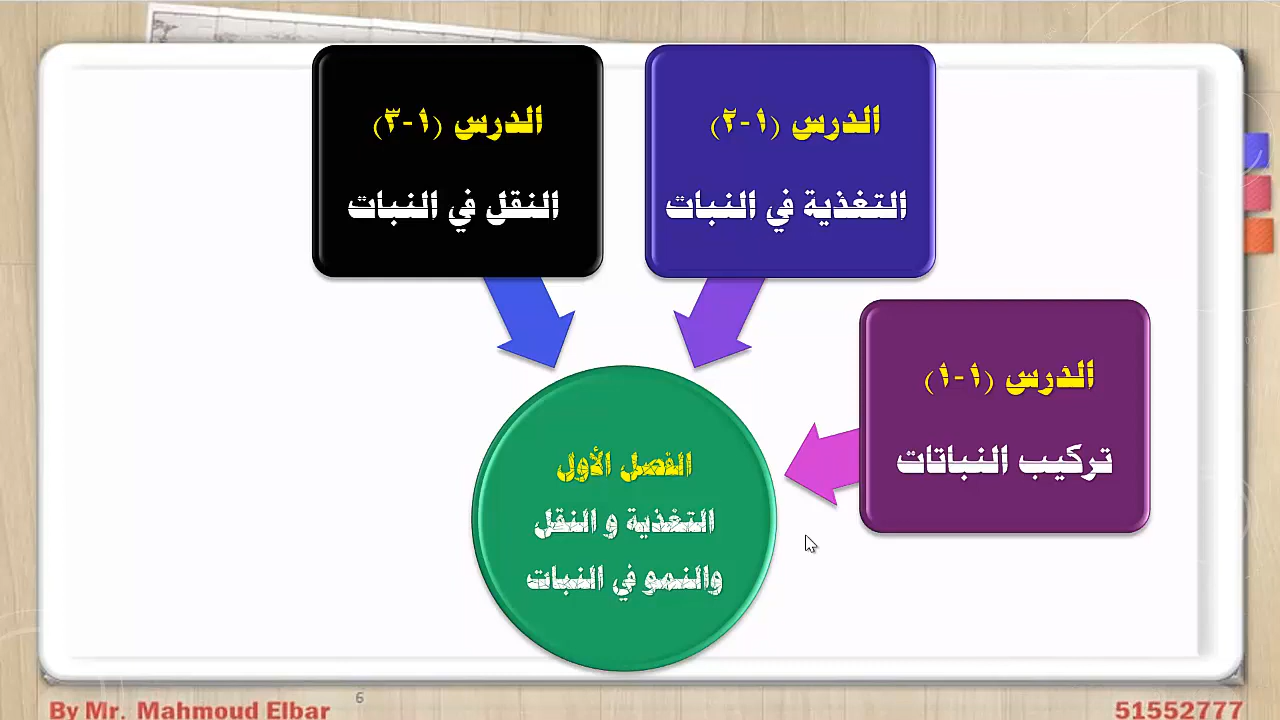 الدرس (١-٣)
النقل في النبات
الدرس (١-٢)
التغذية في النبات
الدرس (١-١)
تركيب النباتات
الفصل الأول
التغذية و النقل
والنمو في النبات
By Mr. Mahmoud Elbar
6
51552777